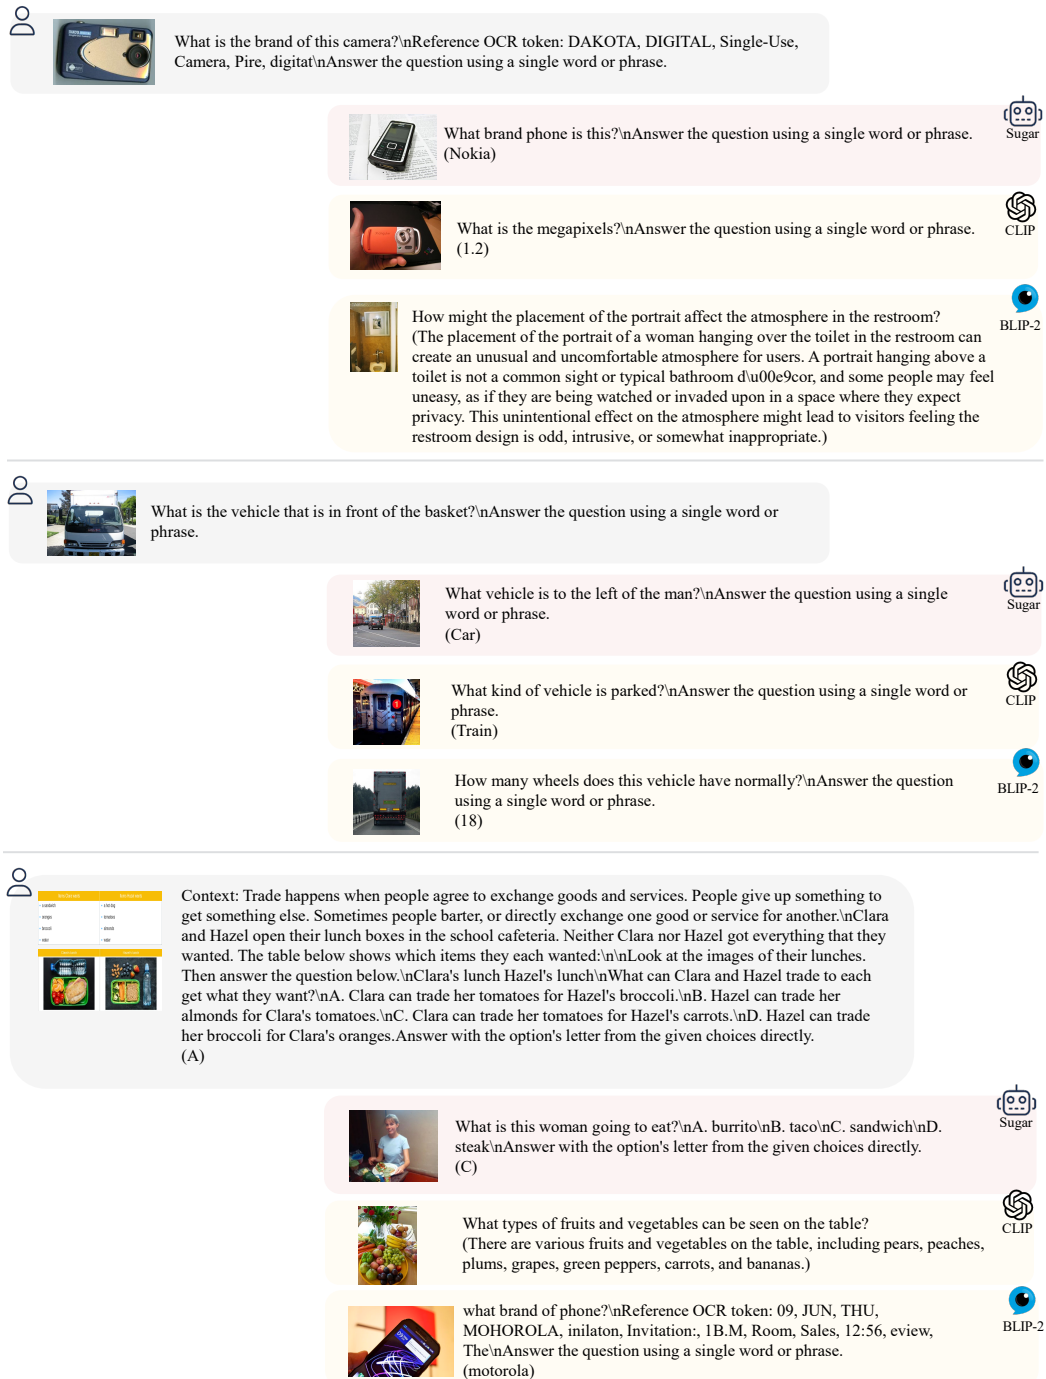 What is the brand of this camera?\nReference OCR token: DAKOTA, DIGITAL, Single-Use,
Camera, Pire, digitat\nAnswer the question using a single word or phrase.
Sugar
What brand phone is this?\nAnswer the question using a single word or phrase.
(Nokia)
CLIP
What is the megapixels?\nAnswer the question using a single word or phrase.
(1.2)
BLIP-2
How might the placement of the portrait affect the atmosphere in the restroom?
(The placement of the portrait of a woman hanging over the toilet in the restroom can
create an unusual and uncomfortable atmosphere for users. A portrait hanging above a
toilet is not a common sight or typical bathroom d\u00e9cor, and some people may feel
uneasy, as if they are being watched or invaded upon in a space where they expect
privacy. This unintentional effect on the atmosphere might lead to visitors feeling the
restroom design is odd, intrusive, or somewhat inappropriate.)
What is the vehicle that is in front of the basket?\nAnswer the question using a single word or
phrase.
Sugar
What vehicle is to the left of the man?\nAnswer the question using a single
word or phrase.
(Car)
CLIP
What kind of vehicle is parked?\nAnswer the question using a single word or
phrase.
(Train)
BLIP-2
How many wheels does this vehicle have normally?\nAnswer the question
using a single word or phrase.
(18)
Context: Trade happens when people agree to exchange goods and services. People give up something to
get something else. Sometimes people barter, or directly exchange one good or service for another.\nClara
and Hazel open their lunch boxes in the school cafeteria. Neither Clara nor Hazel got everything that they
wanted. The table below shows which items they each wanted:\n\nLook at the images of their lunches.
Then answer the question below.\nClara's lunch Hazel's lunch\nWhat can Clara and Hazel trade to each
get what they want?\nA. Clara can trade her tomatoes for Hazel's broccoli.\nB. Hazel can trade her
almonds for Clara's tomatoes.\nC. Clara can trade her tomatoes for Hazel's carrots.\nD. Hazel can trade
her broccoli for Clara's oranges.Answer with the option's letter from the given choices directly.
(A)
Sugar
What is this woman going to eat?\nA. burrito\nB. taco\nC. sandwich\nD.
steak\nAnswer with the option's letter from the given choices directly.
(C)
CLIP
What types of fruits and vegetables can be seen on the table?
(There are various fruits and vegetables on the table, including pears, peaches,
plums, grapes, green peppers, carrots, and bananas.)
BLIP-2
what brand of phone?\nReference OCR token: 09, JUN, THU,
MOHOROLA, inilaton, Invitation:, 1B.M, Room, Sales, 12:56, eview,
The\nAnswer the question using a single word or phrase.
(motorola)